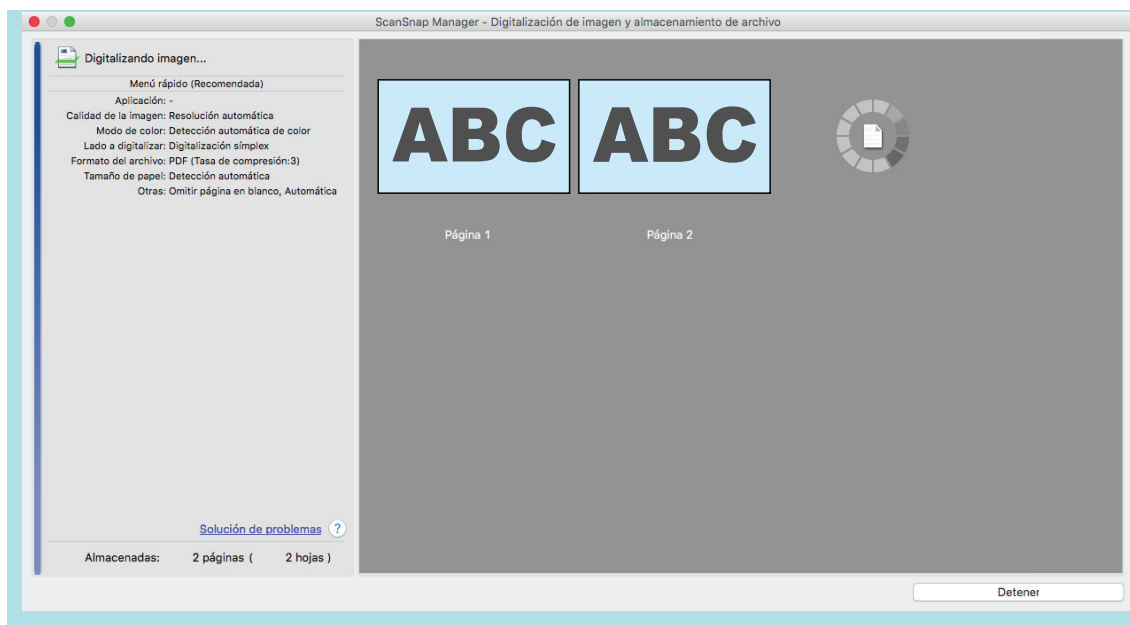 ScanSnap Manager - Digitalización de imagen y almacenamiento de archivo
Digitalizando imagen...
Menú rápido (Recomendada)
Aplicación: -
Calidad de la imagen: Resolución automática
Modo de color: Detección automática de color
Lado a digitalizar: Digitalización símplex
Formato del archivo: PDF (Tasa de compresión:3)
Tamaño de papel: Detección automática
Otras: Omitir página en blanco, Automática
ABC ABC
Página 1 Página 2
Solución de problemas ?
Almacenadas: 2 páginas ( 2 hojas )
Detener